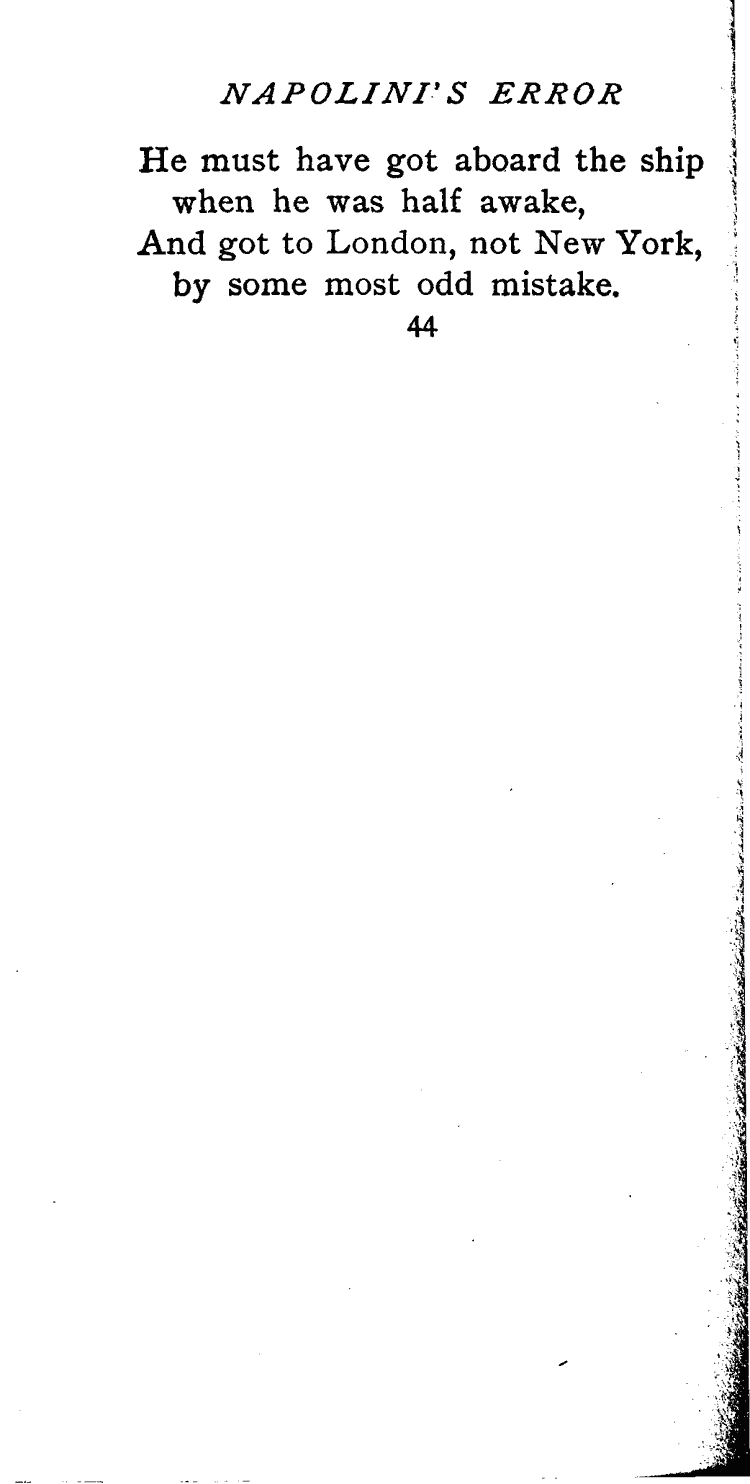 NAPOLINI'S ERROR
He must have got aboard the ship
when he was half awake,
And got to London, not New York,
by some most odd mistake.
44